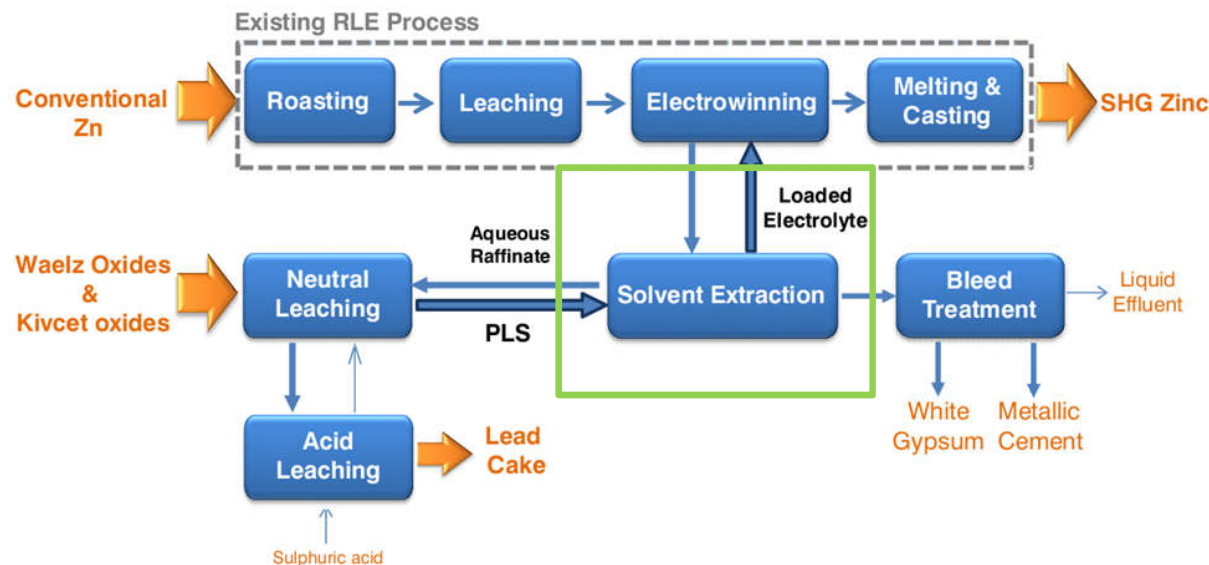 Existing RLE Process
Conventional
Zn
Roasting
Leaching
Electrowinning
Melting &
Casting
SHG Zinc
Loaded
Electrolyte
Aqueous
Raffinate
Waelz Oxides
&
Kivcet oxides
Neutral
Leaching
PLS
Solvent Extraction
Bleed
Treatment
Liquid
Effluent
White
Gypsum
Metallic
Cement
Acid
Leaching
Lead
Cake
Sulphuric acid